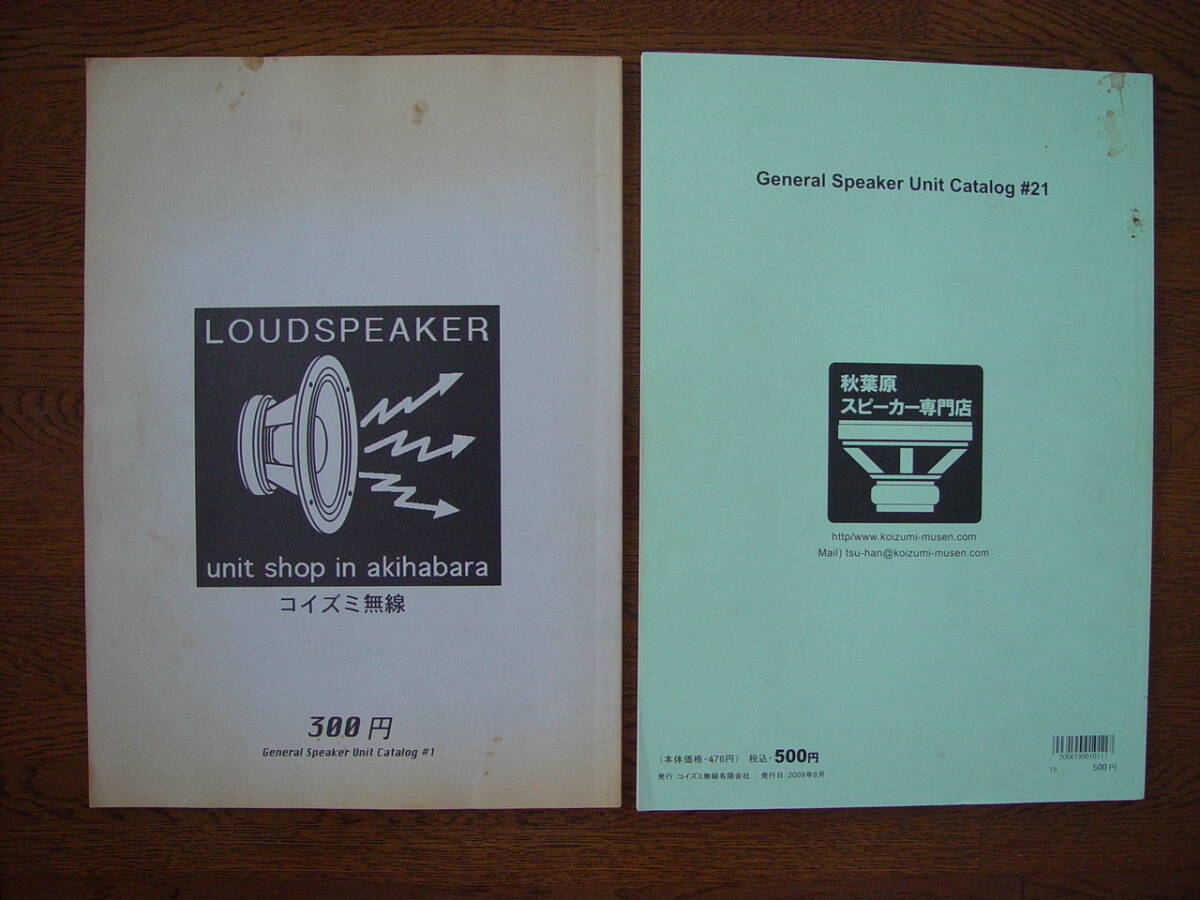 LOUDSPEAKER
unit shop in akihabara
コイズミ無線
300円
General Speaker Unit Catalog #1
General Speaker Unit Catalog #21
秋葉原
スピーカー専門店
http/www.koizumi-musen.com
Mail) tsu-han@koizumi-musen.com
(本体価格・476円) 税込・500円
発行：コイズミ無線有限会社 発行日：2009年8月
19 500円